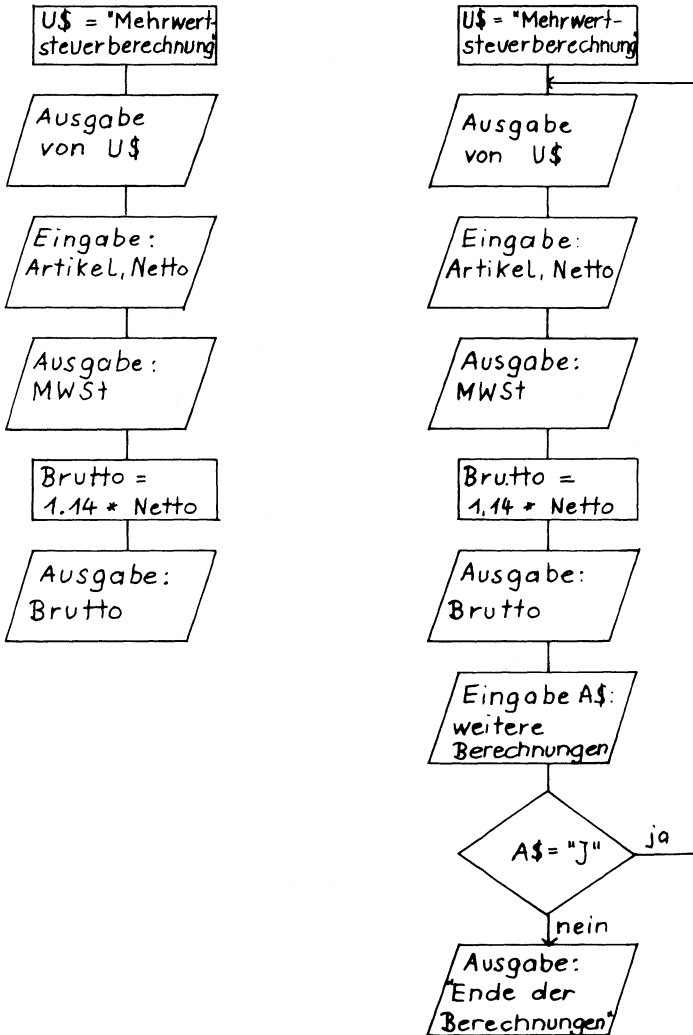 U$ = "Mehrwert-
steuerberechnung"
Ausgabe
von U$
Eingabe:
Artikel, Netto
Ausgabe:
MWSt
Brutto =
1.14 * Netto
Ausgabe:
Brutto
U$ = "Mehrwert-
steuerberechnung"
Ausgabe
von U$
Eingabe:
Artikel, Netto
Ausgabe:
MWSt
Brutto =
1,14 * Netto
Ausgabe:
Brutto
Eingabe A$:
weitere
Berechnungen
A$ = "J"
ja
nein
Ausgabe:
"Ende der
Berechnungen"